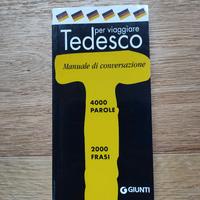 per viaggiare
Tedesco
Manuale di conversazione
4000
PAROLE
2000
FRASI
GIUNTI